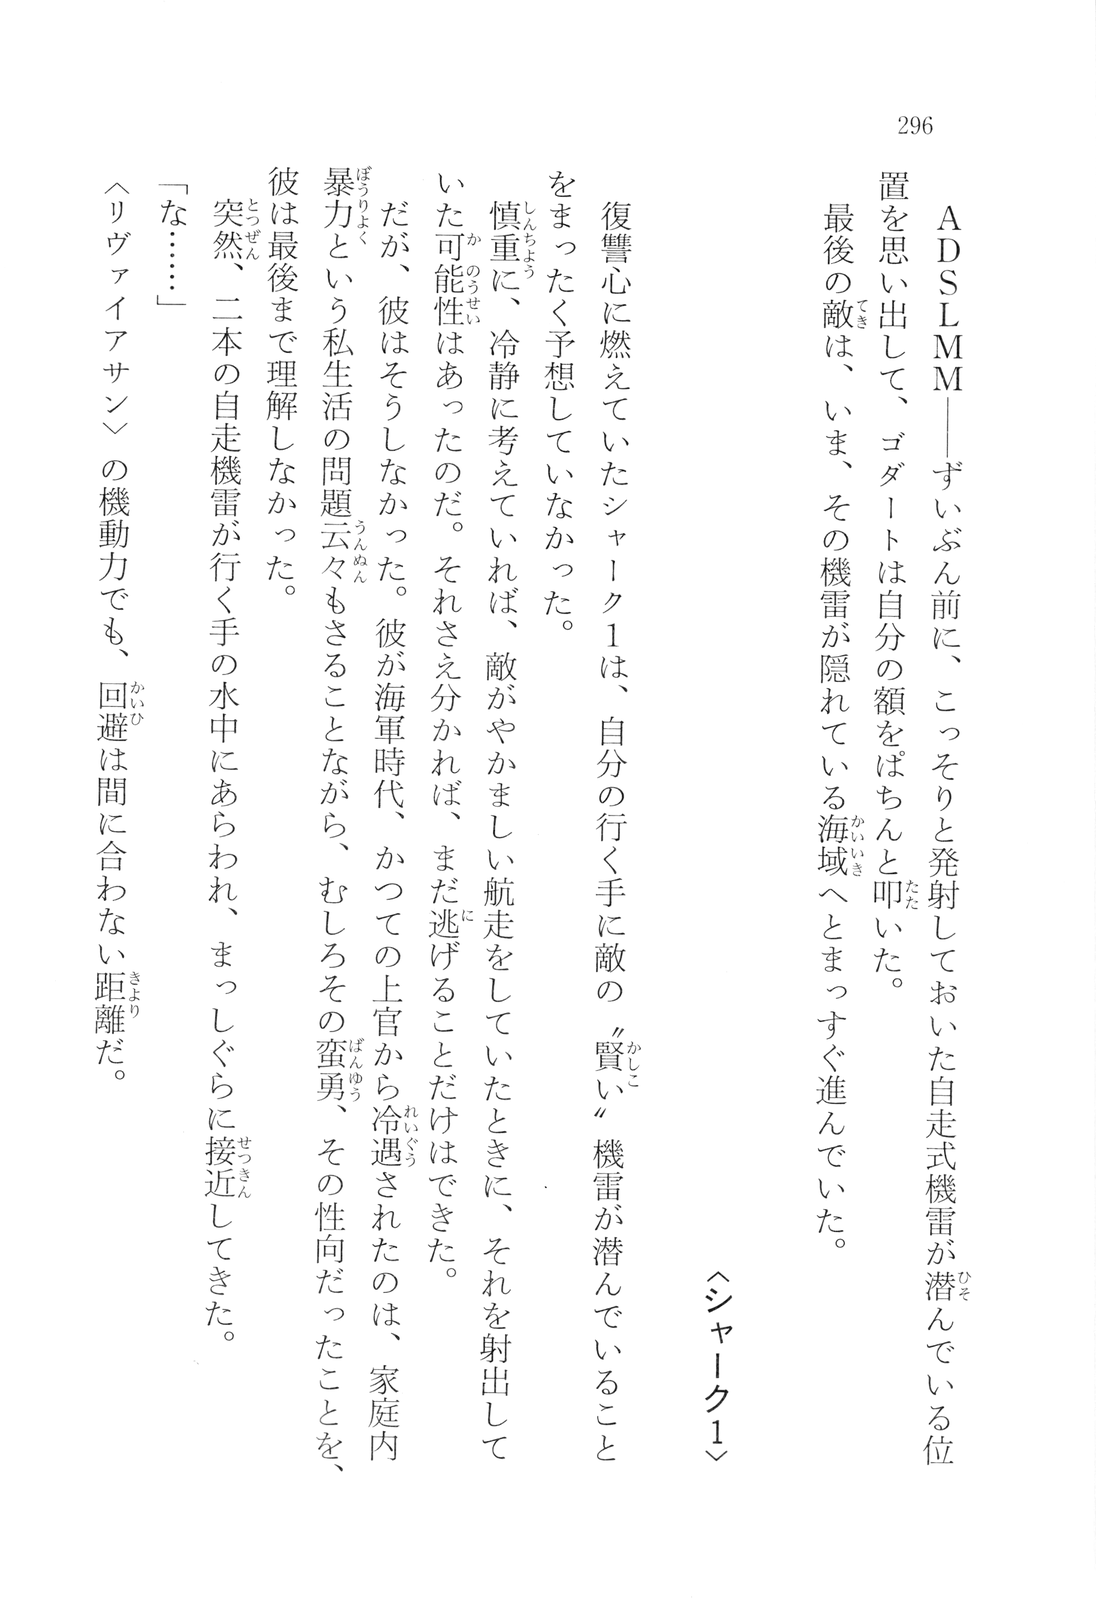 296
ＡＤＳＬＭＭ――ずいぶん前に、こっそりと発射しておいた自走式機雷が潜んでいる位
置を思い出して、ゴダートは自分の額をぱちんと叩いた。
最後の敵は、いま、その機雷が隠れている海域へとまっすぐ進んでいた。
〈シャーク１〉
復讐心に燃えていたシャーク１は、自分の行く手に敵の〝賢い〟機雷が潜んでいること
をまったく予想していなかった。
慎重に、冷静に考えていれば、敵がやかましい航走をしていたときに、それを射出して
いた可能性はあったのだ。それさえ分かれば、まだ逃げることだけはできた。
だが、彼はそうしなかった。彼が海軍時代、かつての上官から冷遇されたのは、家庭内
暴力という私生活の問題云々もさることながら、むしろその蛮勇、その性向だったことを、
彼は最後まで理解しなかった。
突然、二本の自走機雷が行く手の水中にあらわれ、まっしぐらに接近してきた。
「な……」
〈リヴァイアサン〉の機動力でも、回避は間に合わない距離だ。